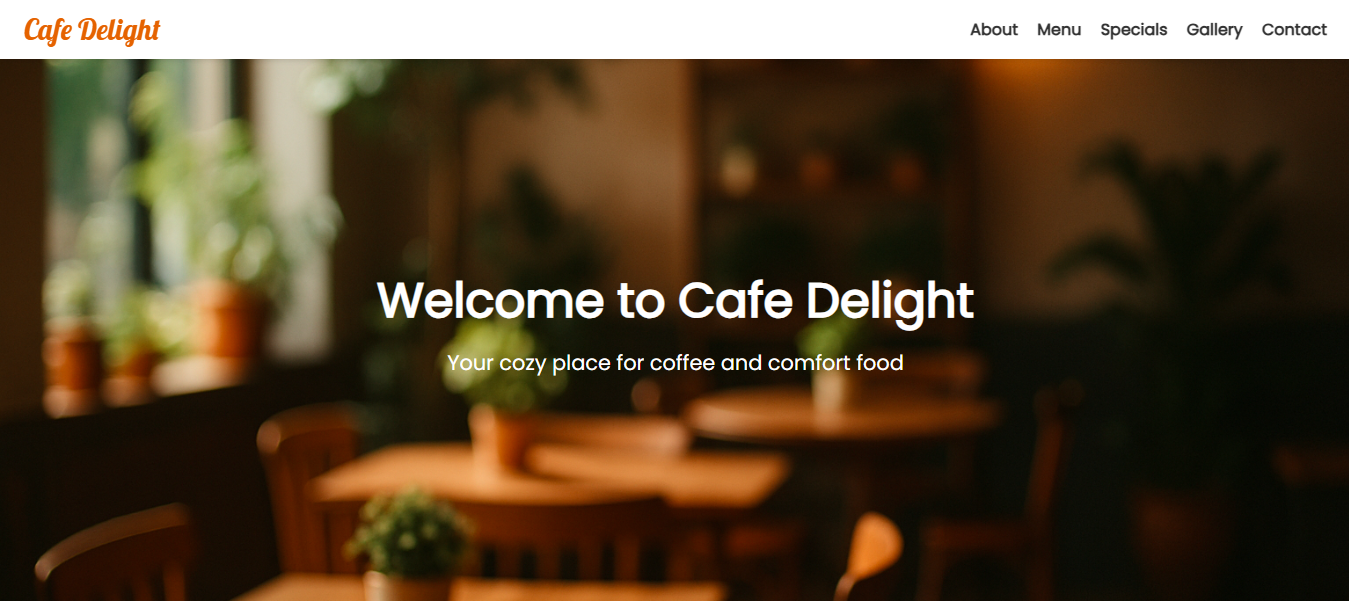 Cafe Delight
About Menu Specials Gallery Contact
Welcome to Cafe Delight
Your cozy place for coffee and comfort food